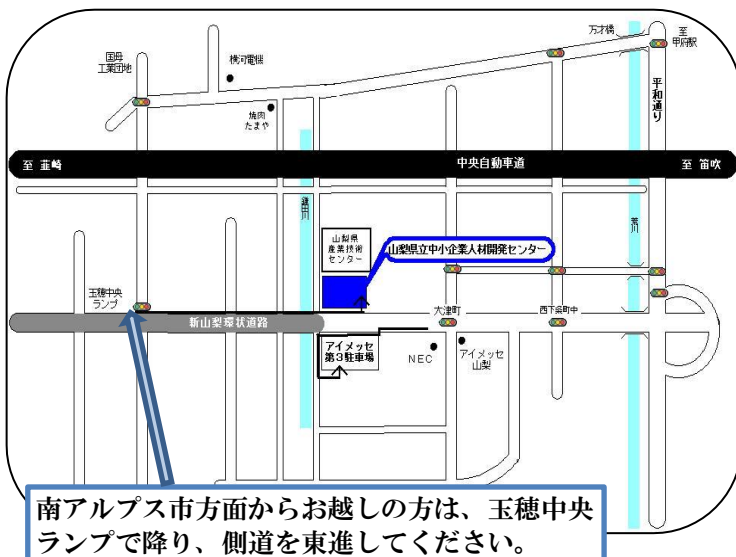 国母
工業団地
横河電機
万才橋
至
甲府駅
焼肉
たまや
平和通り
至 韮崎
中央自動車道
至 笛吹
鎌田川
荒川
山梨県
産業技術
センター
山梨県立中小企業人材開発センター
玉穂中央
ランプ
大津町
西下条町中
新山梨環状道路
アイメッセ
第3駐車場
NEC
アイメッセ
山梨
南アルプス市方面からお越しの方は、玉穂中央
ランプで降り、側道を東進してください。